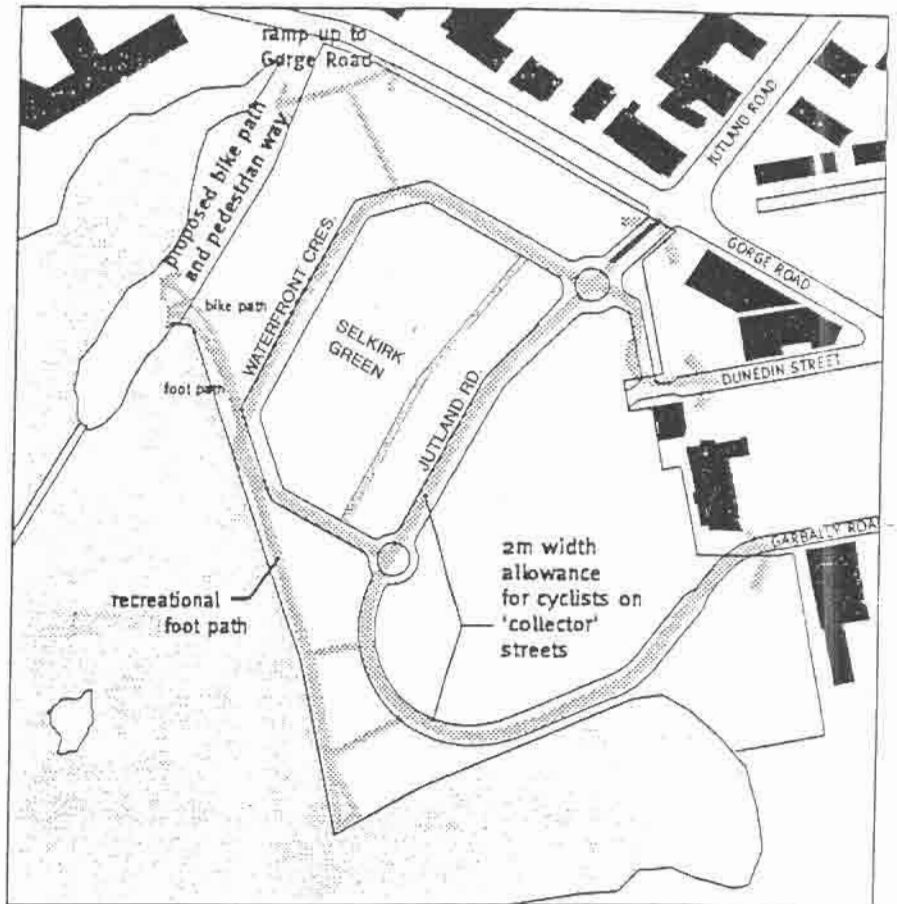 ramp up to
Gorge Road
JUTLAND ROAD
proposed bike path
and pedestrian way
GORGE ROAD
WATERFRONT CRES.
bike path
SELKIRK
GREEN
DUNEDIN STREET
foot path
JUTLAND RD.
GARBALLY ROAD
2m width
allowance
for cyclists on
'collector'
streets
recreational
foot path